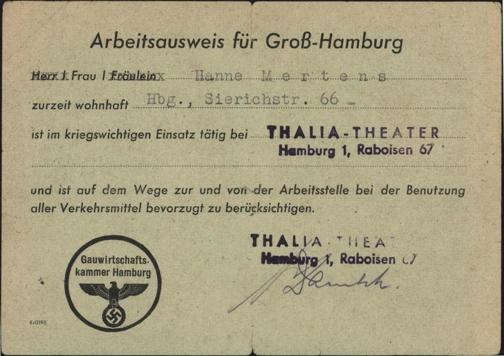 Arbeitsausweis für Groß-Hamburg
Herr / Frau / Fräulein Hanne Mertens
zurzeit wohnhaft Hbg., Sierichstr. 66
ist im kriegswichtigen Einsatz tätig bei THALIA-THEATER
Hamburg 1, Raboisen 67
und ist auf dem Wege zur und von der Arbeitsstelle bei der Benutzung
aller Verkehrsmittel bevorzugt zu berücksichtigen.
THALIA-THEAT
Hamburg 1, Raboisen 67
Gauwirtschafts-
kammer Hamburg